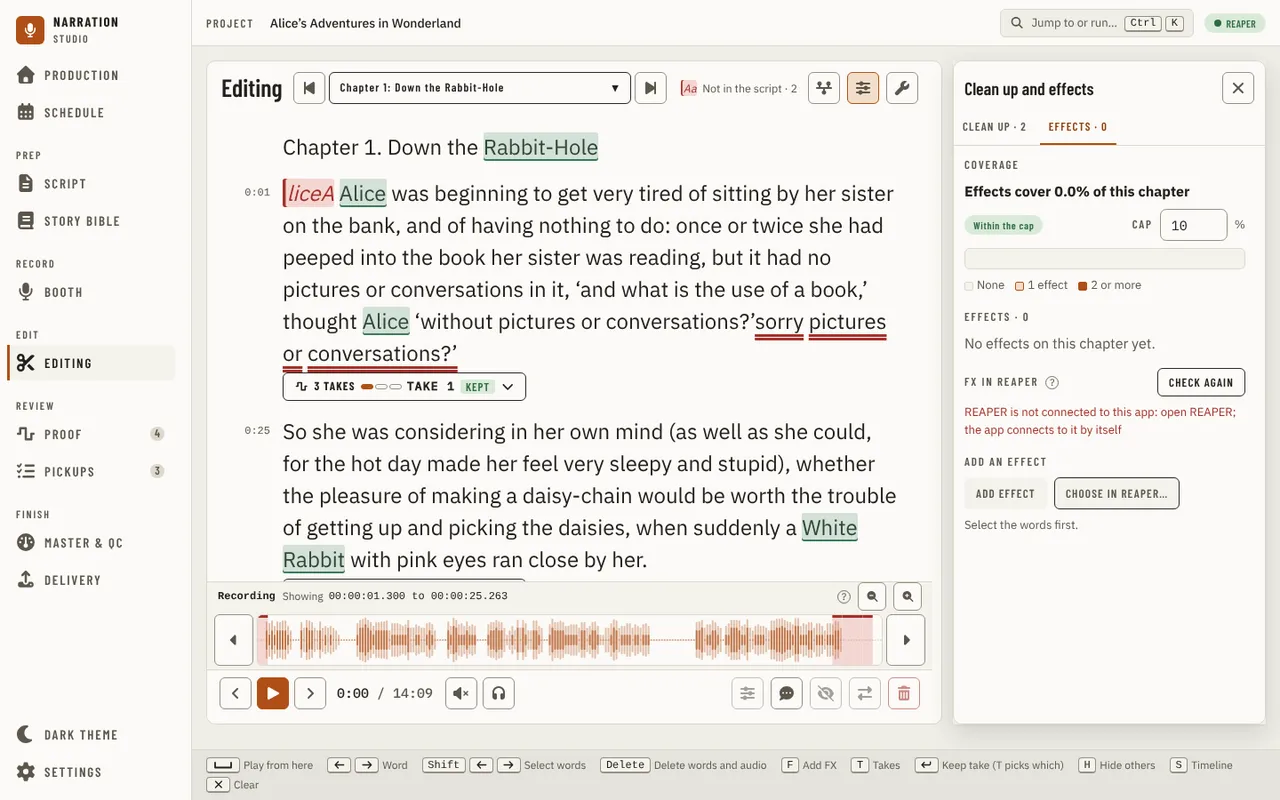 NARRATION
STUDIO
PRODUCTION
SCHEDULE
PREP
SCRIPT
STORY BIBLE
RECORD
BOOTH
EDIT
EDITING
REVIEW
PROOF 4
PICKUPS 3
FINISH
MASTER & QC
DELIVERY
DARK THEME
SETTINGS
PROJECT Alice's Adventures in Wonderland
Jump to or run... Ctrl K
REAPER
Editing
Chapter 1: Down the Rabbit-Hole
Aa Not in the script · 2
Chapter 1. Down the Rabbit-Hole
0:01 liceA Alice was beginning to get very tired of sitting by her sister
on the bank, and of having nothing to do: once or twice she had
peeped into the book her sister was reading, but it had no
pictures or conversations in it, ‘and what is the use of a book,’
thought Alice ‘without pictures or conversations?’sorry pictures
or conversations?’
3 TAKES TAKE 1 KEPT
0:25 So she was considering in her own mind (as well as she could,
for the hot day made her feel very sleepy and stupid), whether
the pleasure of making a daisy-chain would be worth the trouble
of getting up and picking the daisies, when suddenly a White
Rabbit with pink eyes ran close by her.
Recording Showing 00:00:01.300 to 00:00:25.263 ?
0:00 / 14:09
Clean up and effects
CLEAN UP · 2 EFFECTS · 0
COVERAGE
Effects cover 0.0% of this chapter
Within the cap CAP 10 %
None 1 effect 2 or more
EFFECTS · 0
No effects on this chapter yet.
FX IN REAPER ? CHECK AGAIN
REAPER is not connected to this app: open REAPER;
the app connects to it by itself
ADD AN EFFECT
ADD EFFECT CHOOSE IN REAPER...
Select the words first.
Play from here ← → Word Shift ← → Select words Delete Delete words and audio F Add FX T Takes ↵ Keep take (T picks which) H Hide others S Timeline
✕ Clear